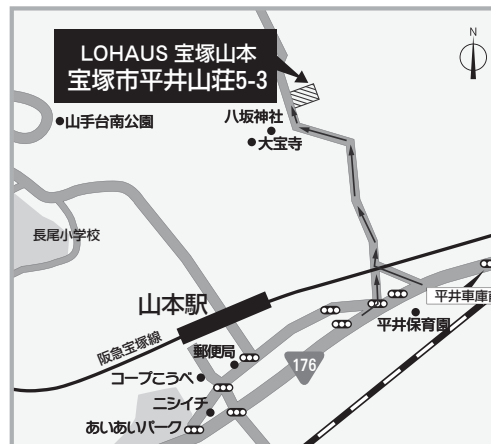 LOHAUS 宝塚山本
宝塚市平井山荘5-3
N
八坂神社
大宝寺
山手台南公園
長尾小学校
山本駅
平井車庫前
平井保育園
阪急宝塚線
郵便局
176
コープこうべ
ニシイチ
あいあいパーク